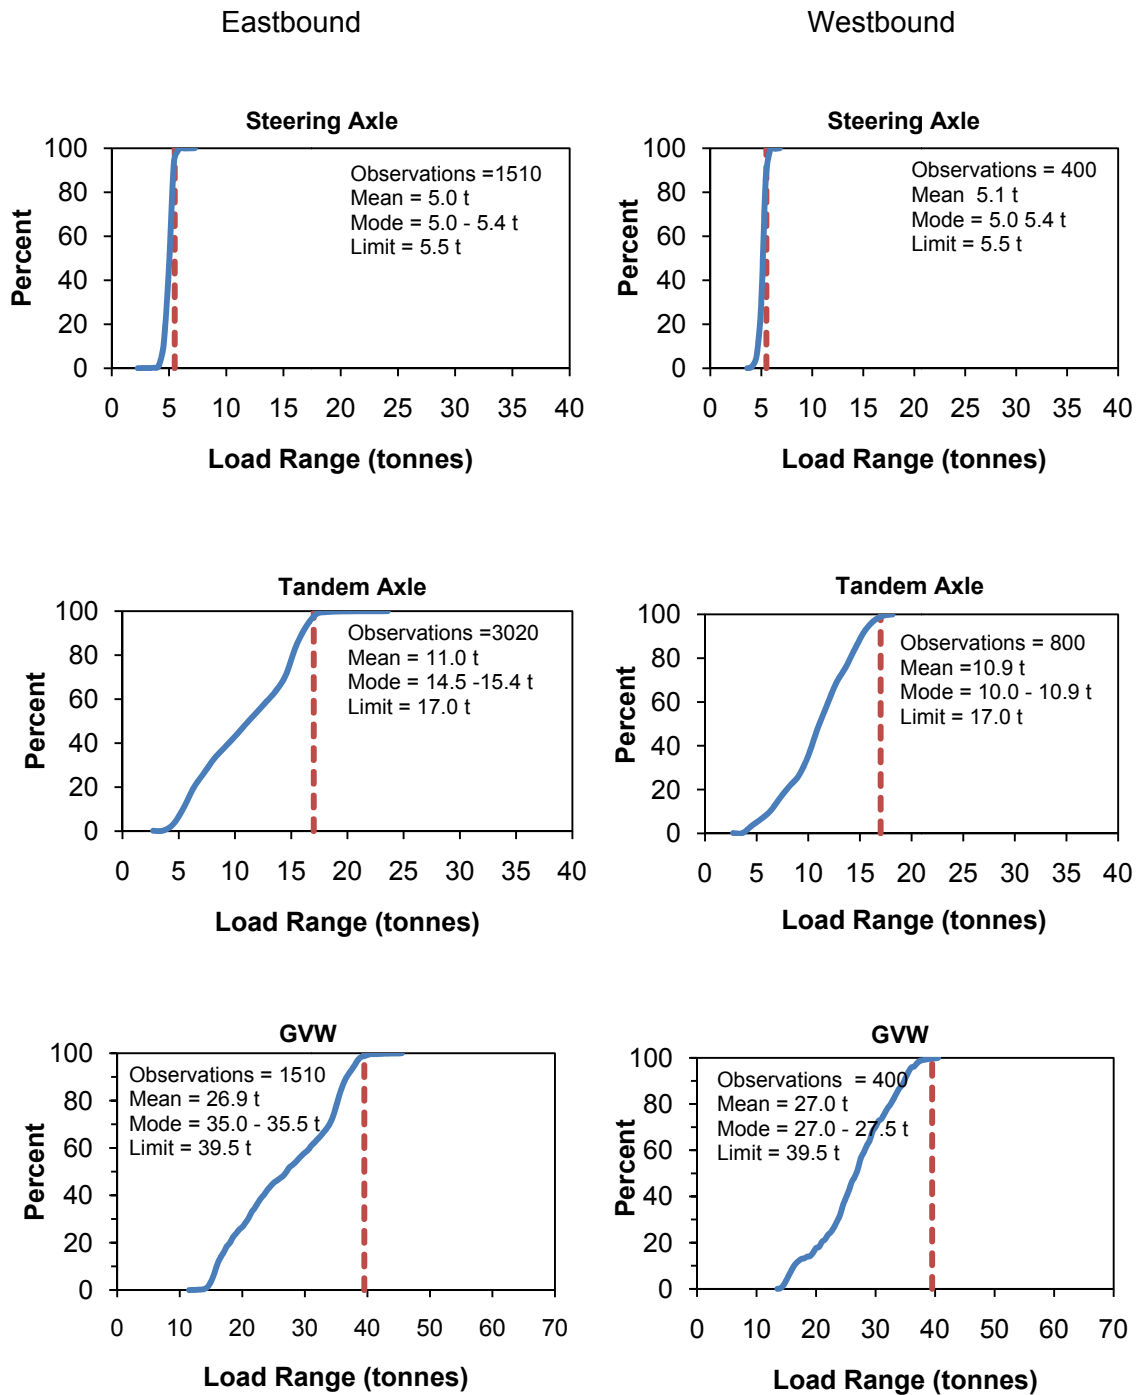 Eastbound
Westbound
Steering Axle
100
80
60
40
20
0
Percent
Observations =1510
Mean = 5.0 t
Mode = 5.0 - 5.4 t
Limit = 5.5 t
0 5 10 15 20 25 30 35 40
Load Range (tonnes)
Steering Axle
100
80
60
40
20
0
Percent
Observations = 400
Mean 5.1 t
Mode = 5.0 5.4 t
Limit = 5.5 t
0 5 10 15 20 25 30 35 40
Load Range (tonnes)
Tandem Axle
100
80
60
40
20
0
Percent
Observations =3020
Mean = 11.0 t
Mode = 14.5 -15.4 t
Limit = 17.0 t
0 5 10 15 20 25 30 35 40
Load Range (tonnes)
Tandem Axle
100
80
60
40
20
0
Percent
Observations = 800
Mean =10.9 t
Mode = 10.0 - 10.9 t
Limit = 17.0 t
0 5 10 15 20 25 30 35 40
Load Range (tonnes)
GVW
100
80
60
40
20
0
Percent
Observations = 1510
Mean = 26.9 t
Mode = 35.0 - 35.5 t
Limit = 39.5 t
0 10 20 30 40 50 60 70
Load Range (tonnes)
GVW
100
80
60
40
20
0
Percent
Observations = 400
Mean = 27.0 t
Mode = 27.0 - 27.5 t
Limit = 39.5 t
0 10 20 30 40 50 60 70
Load Range (tonnes)